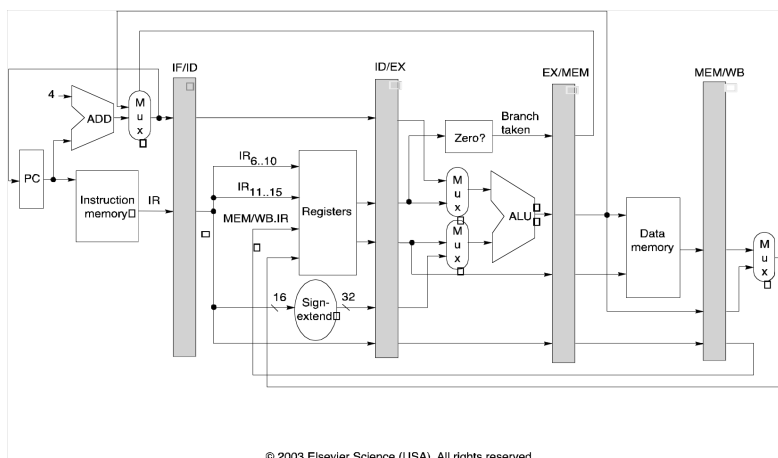 IF/ID
ID/EX
EX/MEM
MEM/WB
4
ADD
M
u
x
Branch
taken
Zero?
PC
Instruction
memory
IR
IR6..10
IR11..15
MEM/WB.IR
Registers
M
u
x
M
u
x
ALU
Data
memory
M
u
x
16
Sign-
extend
32
© 2003 Elsevier Science (USA). All rights reserved.